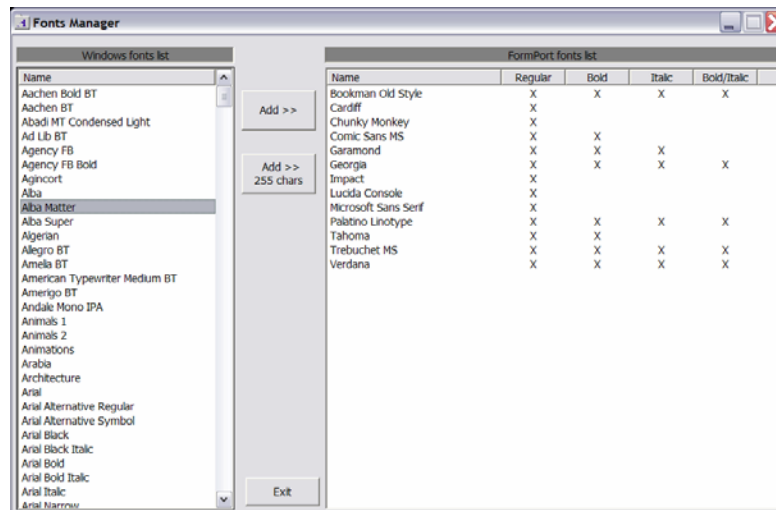 Fonts Manager
Windows fonts list
Name
Aachen Bold BT
Aachen BT
Abadi MT Condensed Light
Ad Lib BT
Agency FB
Agency FB Bold
Agincort
Alba
Alba Matter
Alba Super
Algerian
Allegro BT
Amelia BT
American Typewriter Medium BT
Amerigo BT
Andale Mono IPA
Animals 1
Animals 2
Animations
Arabia
Architecture
Arial
Arial Alternative Regular
Arial Alternative Symbol
Arial Black
Arial Black Italic
Arial Bold
Arial Bold Italic
Arial Italic
Arial Narrow
Add >>
Add >>
255 chars
Exit
FormPort fonts list
Name Regular Bold Italic Bold/Italic
Bookman Old Style X X X X
Cardiff X
Chunky Monkey X
Comic Sans MS X X
Garamond X X X
Georgia X X X X
Impact X
Lucida Console X
Microsoft Sans Serif X
Palatino Linotype X X X X
Tahoma X X
Trebuchet MS X X X X
Verdana X X X X